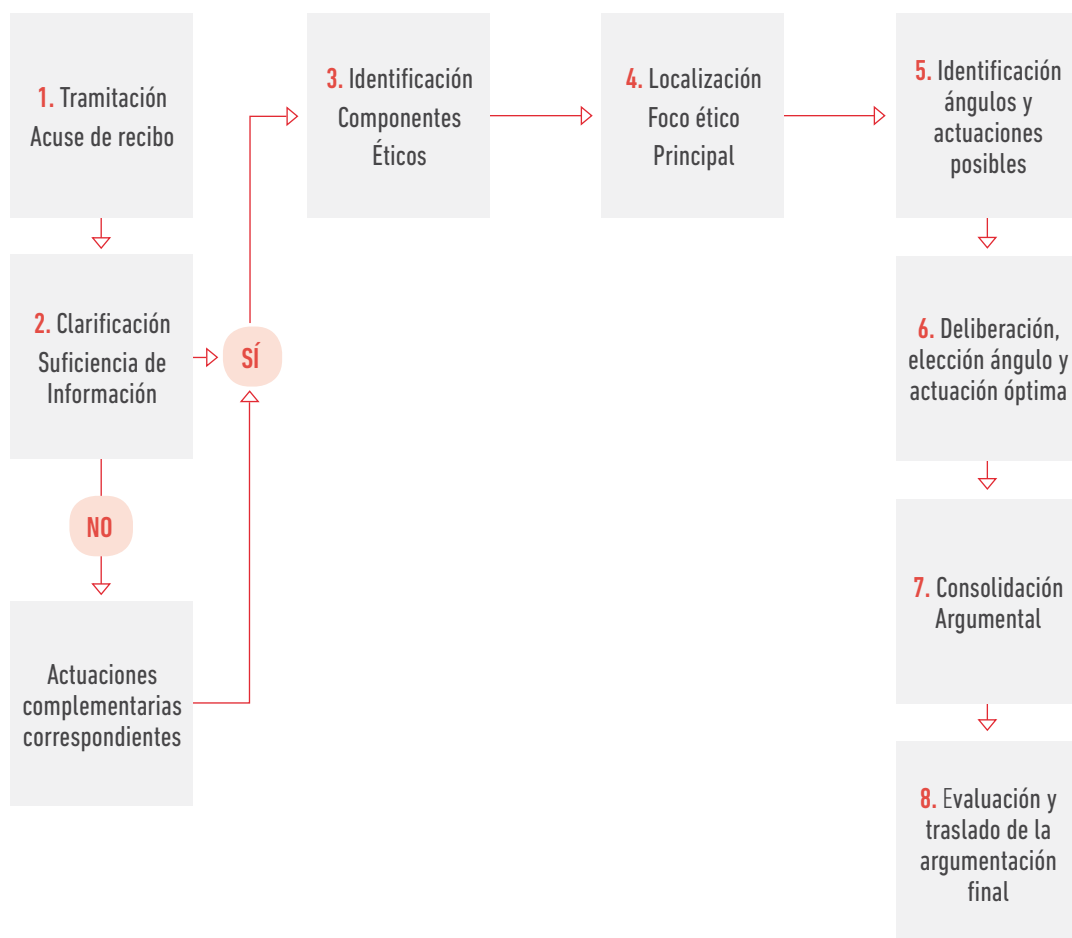 1. Tramitación
Acuse de recibo
2. Clarificación
Suficiencia de
Información
SÍ
NO
Actuaciones
complementarias
correspondientes
3. Identificación
Componentes
Éticos
4. Localización
Foco ético
Principal
5. Identificación
ángulos y
actuaciones
posibles
6. Deliberación,
elección ángulo y
actuación óptima
7. Consolidación
Argumental
8. Evaluación y
traslado de la
argumentación
final